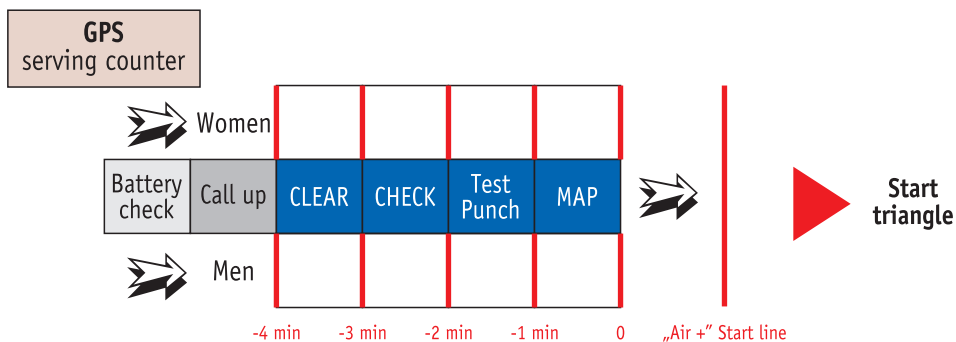 GPS
serving counter
Women
Battery
check
Call up
CLEAR
CHECK
Test
Punch
MAP
Start
triangle
Men
-4 min
-3 min
-2 min
-1 min
0
„Air +” Start line